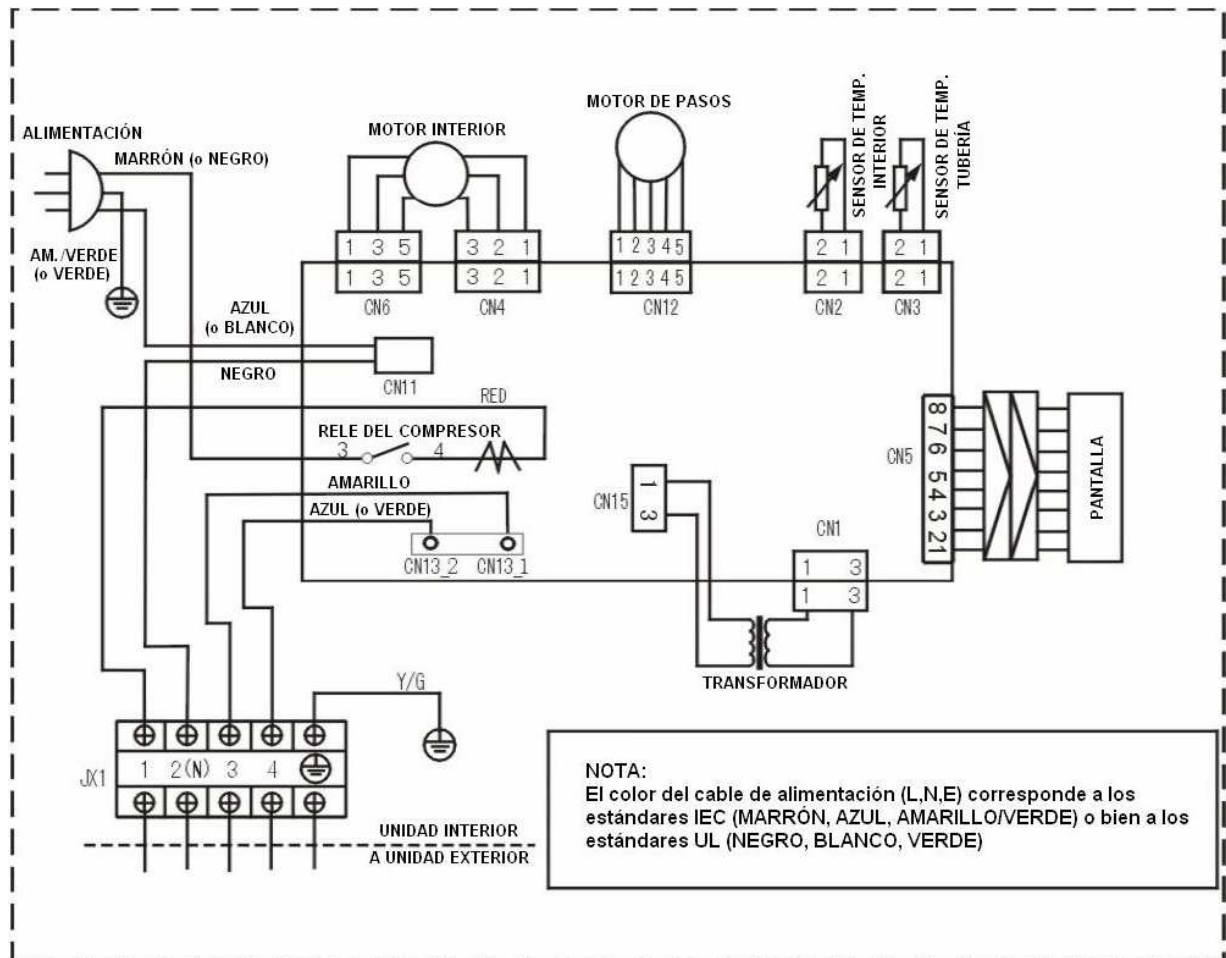 ALIMENTACIÓN
MARRÓN (o NEGRO)
AM./VERDE
(o VERDE)
MOTOR INTERIOR
MOTOR DE PASOS
SENSOR DE TEMP.
INTERIOR
SENSOR DE TEMP.
TUBERÍA
1 3 5
3 2 1
1 2 3 4 5
2 1
2 1
1 3 5
3 2 1
1 2 3 4 5
2 1
2 1
CN6
CN4
CN12
CN2
CN3
AZUL
(o BLANCO)
NEGRO
CN11
RED
RELE DEL COMPRESOR
3 4
AMARILLO
AZUL (o VERDE)
CN13_2 CN13_1
CN15
1
3
CN1
1 3
1 3
TRANSFORMADOR
CN5
8 7 6 5 4 3 2 1
PANTALLA
Y/G
JX1
1 2(N) 3 4
UNIDAD INTERIOR
A UNIDAD EXTERIOR
NOTA:
El color del cable de alimentación (L,N,E) corresponde a los
estándares IEC (MARRÓN, AZUL, AMARILLO/VERDE) o bien a los
estándares UL (NEGRO, BLANCO, VERDE)